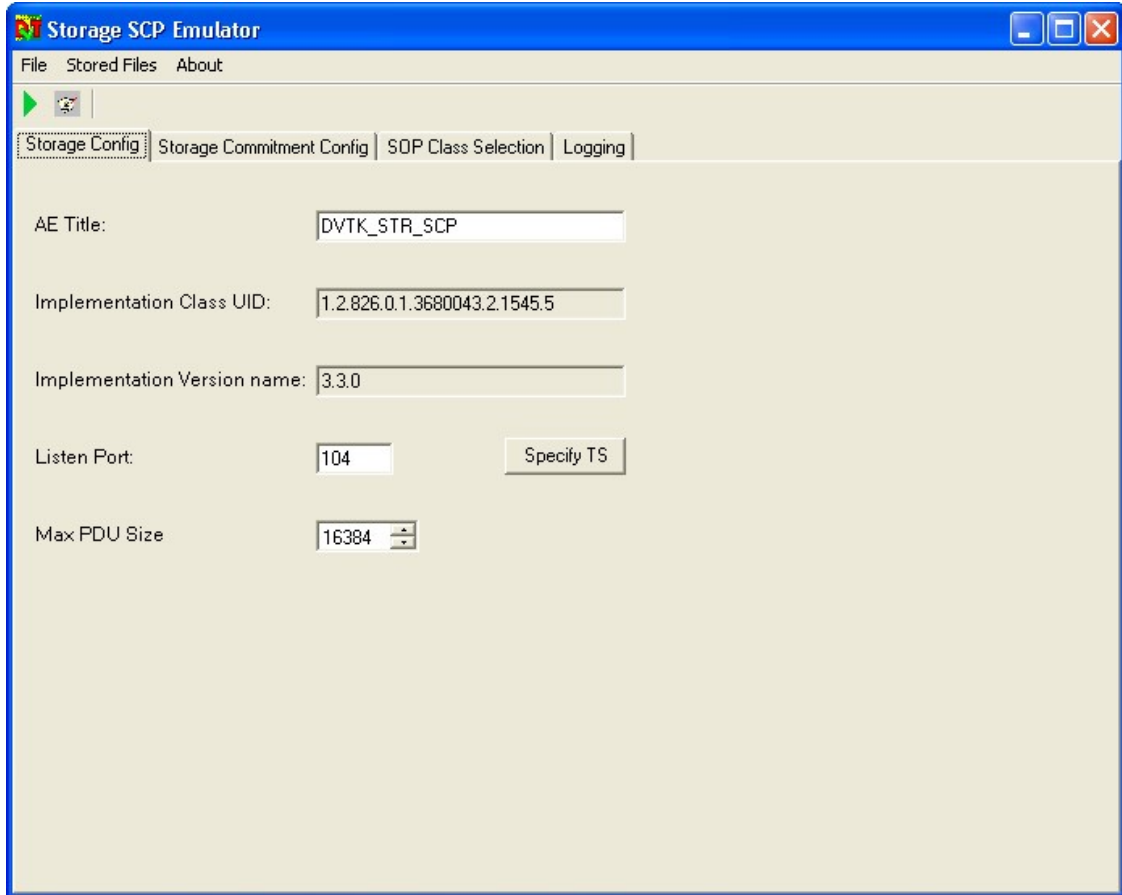 Storage SCP Emulator
File Stored Files About
Storage Config Storage Commitment Config SOP Class Selection Logging
AE Title: DVTK_STR_SCP
Implementation Class UID: 1.2.826.0.1.3680043.2.1545.5
Implementation Version name: 3.3.0
Listen Port: 104 Specify TS
Max PDU Size 16384